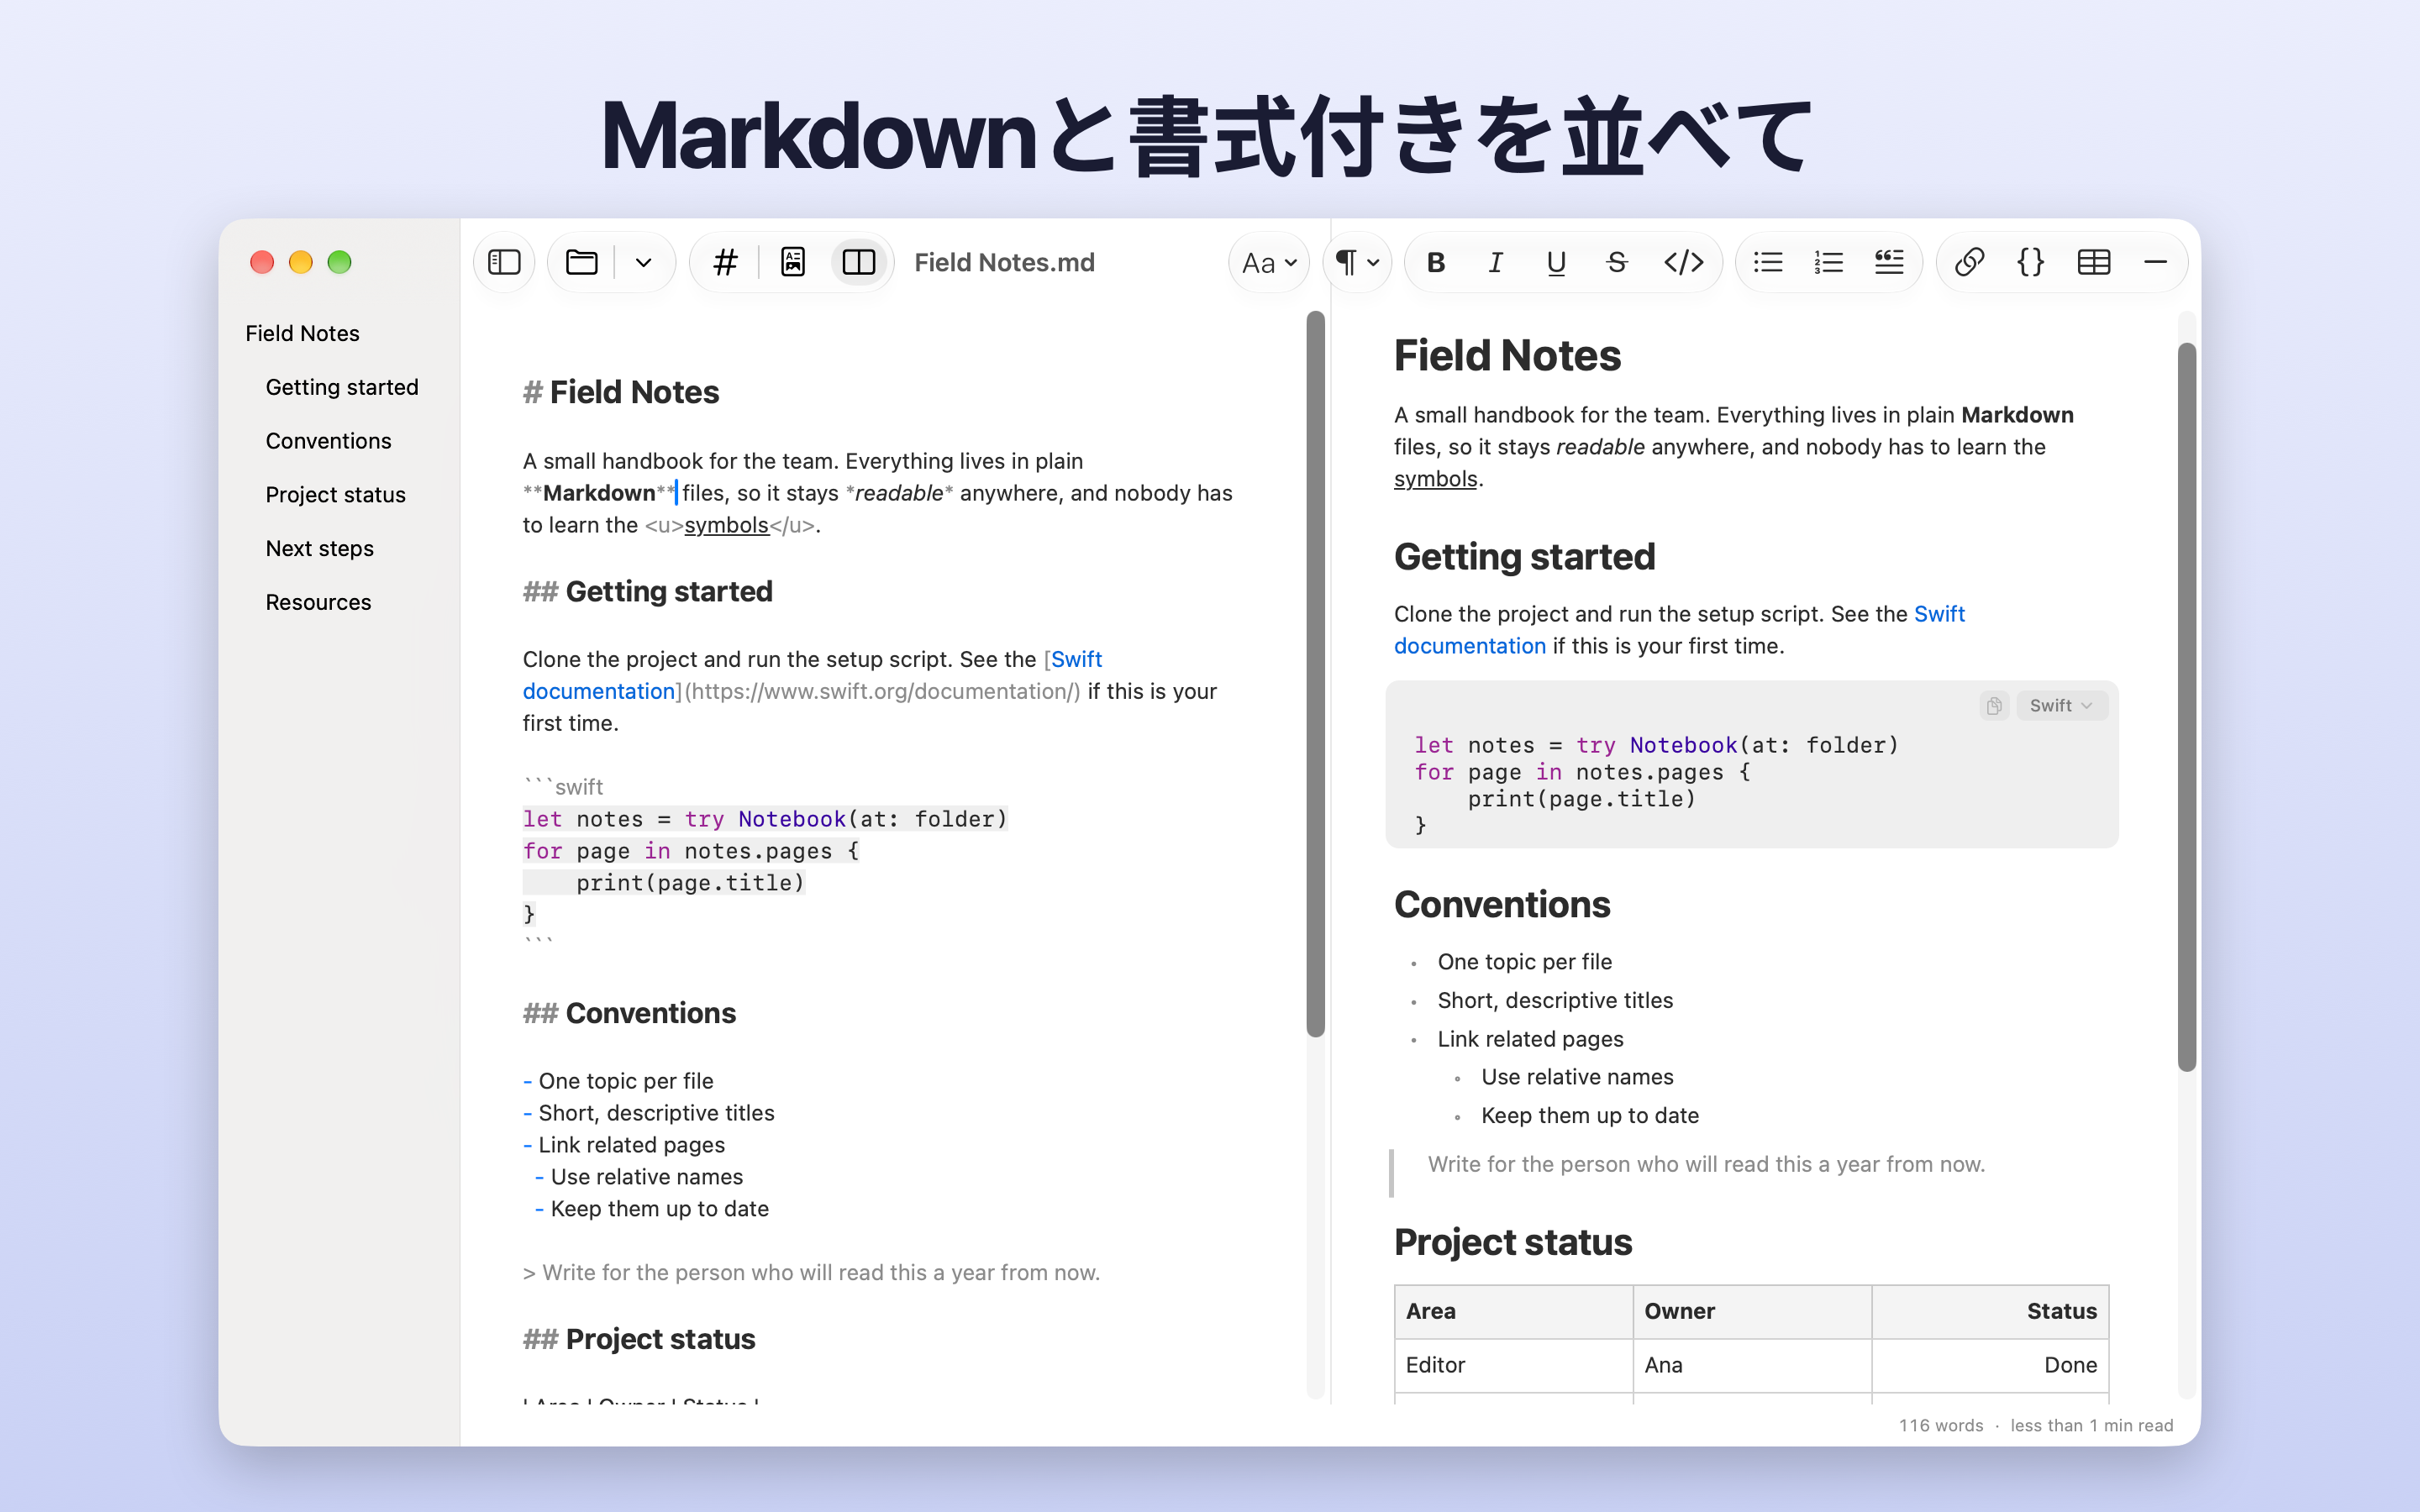 Markdownと書式付きを並べて
Field Notes.md
Aa
¶
B I U S </>
{}
Field Notes
Getting started
Conventions
Project status
Next steps
Resources
# Field Notes
A small handbook for the team. Everything lives in plain
**Markdown** files, so it stays *readable* anywhere, and nobody has
to learn the <u>symbols</u>.
## Getting started
Clone the project and run the setup script. See the [Swift
documentation](https://www.swift.org/documentation/) if this is your
first time.
```swift
let notes = try Notebook(at: folder)
for page in notes.pages {
    print(page.title)
}
```
## Conventions
- One topic per file
- Short, descriptive titles
- Link related pages
  - Use relative names
  - Keep them up to date
> Write for the person who will read this a year from now.
## Project status
| Area | Owner | Status |
Field Notes
A small handbook for the team. Everything lives in plain Markdown
files, so it stays readable anywhere, and nobody has to learn the
symbols.
Getting started
Clone the project and run the setup script. See the Swift
documentation if this is your first time.
Swift
let notes = try Notebook(at: folder)
for page in notes.pages {
    print(page.title)
}
Conventions
• One topic per file
• Short, descriptive titles
• Link related pages
◦ Use relative names
◦ Keep them up to date
Write for the person who will read this a year from now.
Project status
Area Owner Status
Editor Ana Done
116 words · less than 1 min read